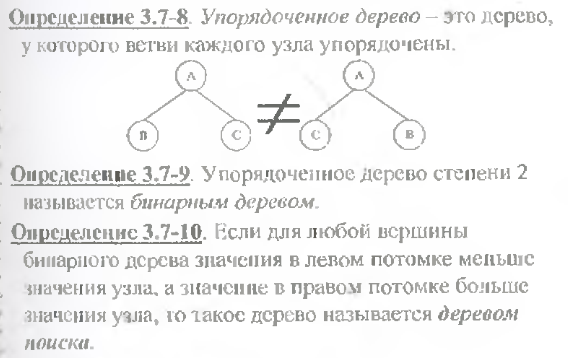 Определение 3.7-8. Упорядоченное дерево – это дерево,
у которого ветви каждого узла упорядочены.
A
A
B
C
≠
C
B
Определение 3.7-9. Упорядоченное дерево степени 2
называется бинарным деревом.
Определение 3.7-10. Если для любой вершины
бинарного дерева значения в левом потомке меньше
значения узла, а значение в правом потомке больше
значения узла, то такое дерево называется деревом
поиска.